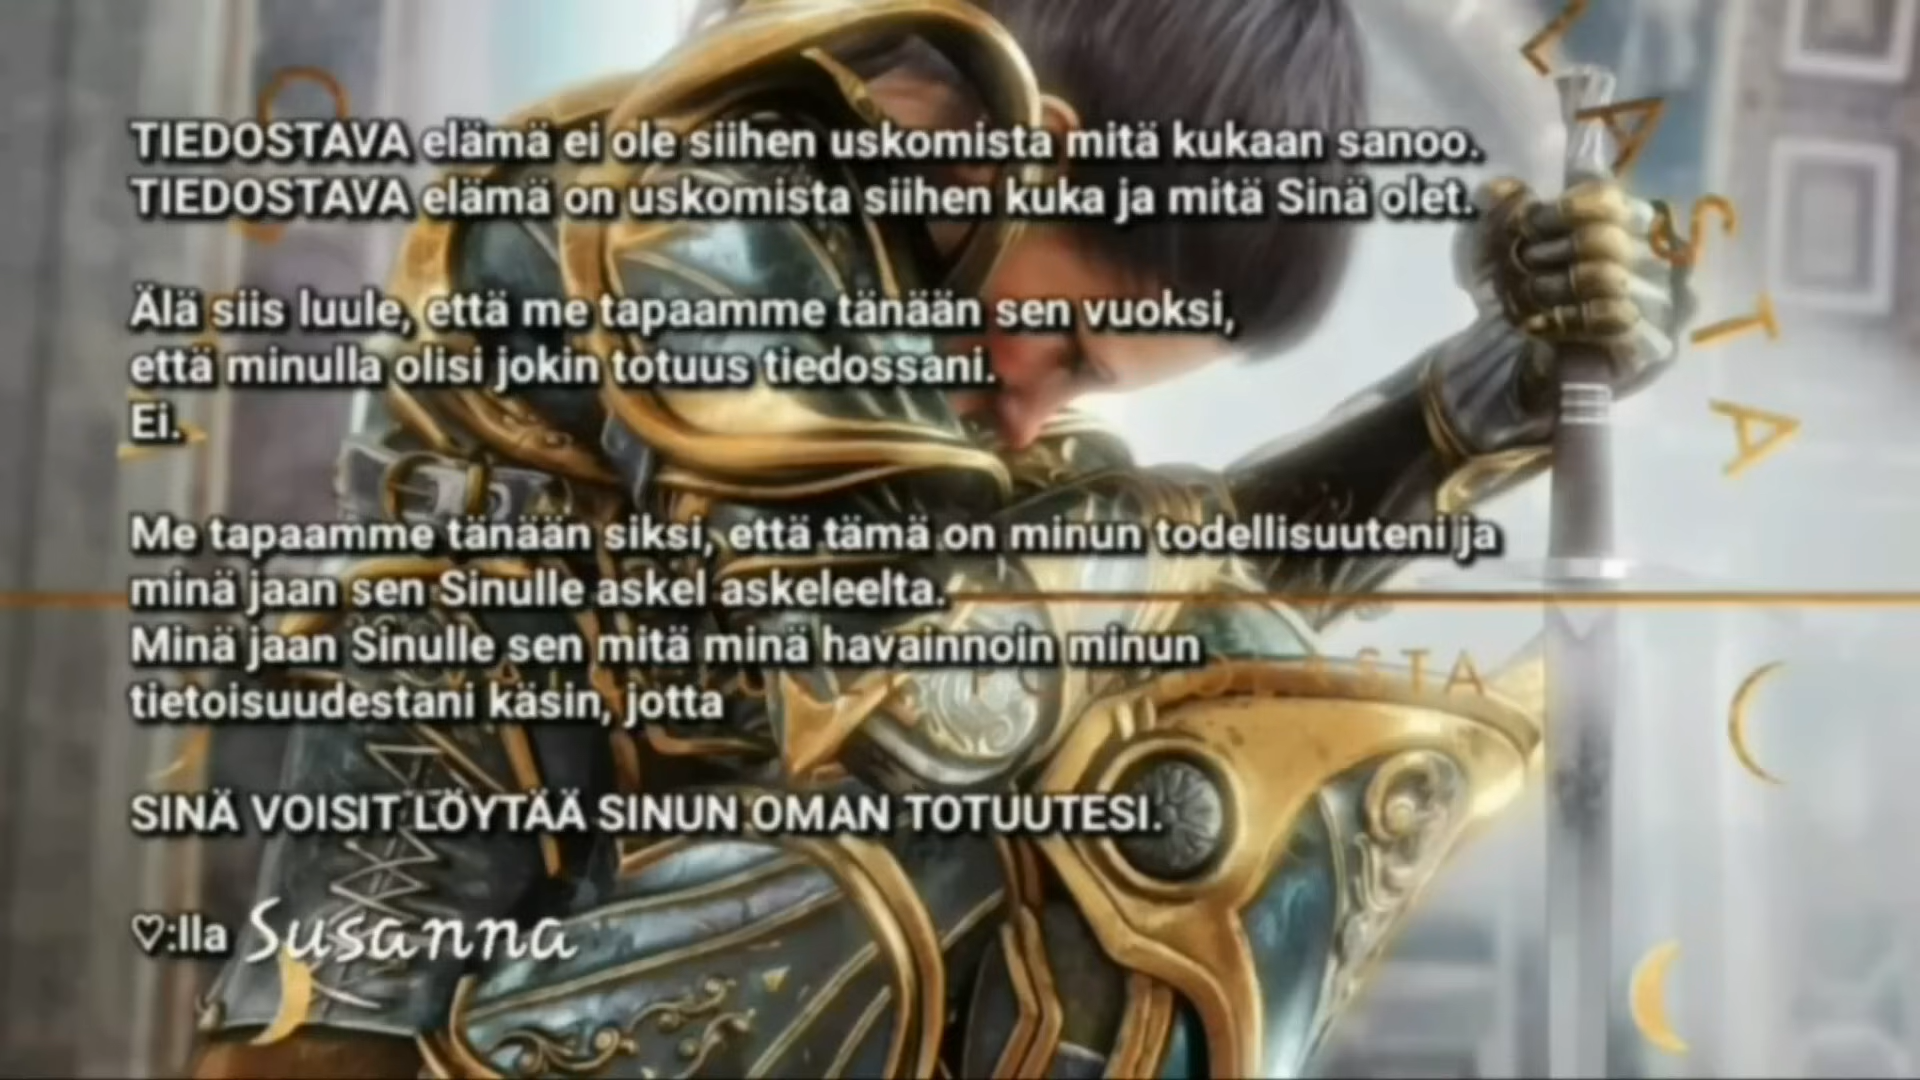 TIEDOSTAVA elämä ei ole siihen uskomista mitä kukaan sanoo.
TIEDOSTAVA elämä on uskomista siihen kuka ja mitä Sinä olet.
Älä siis luule, että me tapaamme tänään sen vuoksi,
että minulla olisi jokin totuus tiedossani.
Ei.
Me tapaamme tänään siksi, että tämä on minun todellisuuteni ja
minä jaan sen Sinulle askel askeleelta.
Minä jaan Sinulle sen mitä minä havainnoin minun
tietoisuudestani käsin, jotta
SINÄ VOISIT LÖYTÄÄ SINUN OMAN TOTUUTESI.
♡:lla Susanna